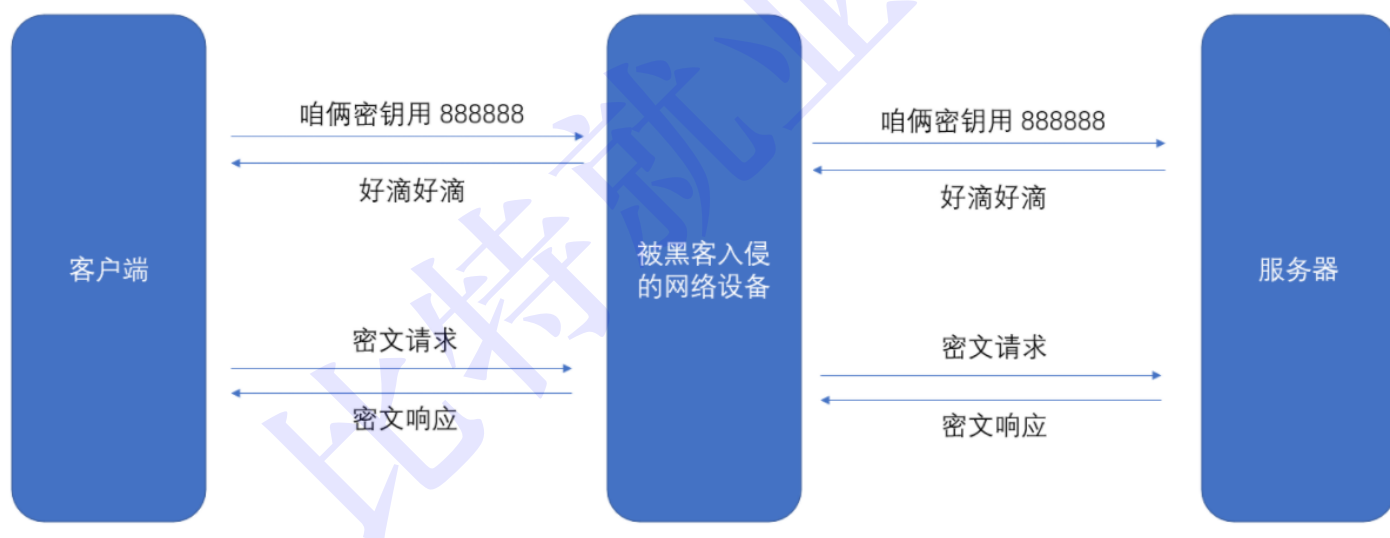 咱俩密钥用 888888
咱俩密钥用 888888
好滴好滴
好滴好滴
客户端
被黑客入侵
的网络设备
服务器
密文请求
密文请求
密文响应
密文响应
比特就业